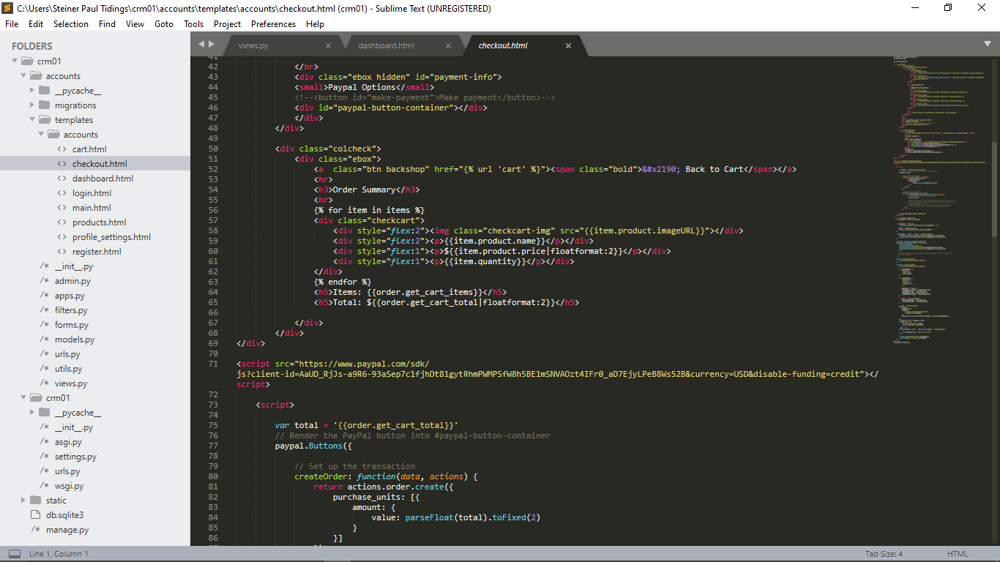 C:\Users\Steiner Paul Tidings\crm01\accounts\templates\accounts\checkout.html (crm01) - Sublime Text (UNREGISTERED)
File Edit Selection Find View Goto Tools Project Preferences Help
FOLDERS
crm01
accounts
__pycache__
migrations
templates
accounts
cart.html
checkout.html
dashboard.html
login.html
main.html
products.html
profile_settings.html
register.html
/* __init__.py
/* admin.py
/* apps.py
/* filters.py
/* forms.py
/* models.py
/* urls.py
/* utils.py
/* views.py
crm01
__pycache__
/* __init__.py
/* asgi.py
/* settings.py
/* urls.py
/* wsgi.py
static
db.sqlite3
/* manage.py
views.py × dashboard.html × checkout.html ×
41
42 </br>
43 <div class="ebox hidden" id="payment-info">
44 <small>Paypal Options</small>
45 <!--<button id="make-payment">Make payment</button>-->
46 <div id="paypal-button-container"></div>
47 </div>
48 </div>
49
50 <div class="colcheck">
51 <div class="ebox">
52 <a  class="btn backshop" href="{% url 'cart' %}"><span class="bold">&#x2190; Back to Cart</span></a>
53 <hr>
54 <h3>Order Summary</h3>
55 <hr>
56 {% for item in items %}
57 <div class="checkcart">
58 <div style="flex:2"><img class="checkcart-img" src="{{item.product.imageURL}}"></div>
59 <div style="flex:2"><p>{{item.product.name}}</p></div>
60 <div style="flex:1"><p>${{item.product.price|floatformat:2}}</p></div>
61 <div style="flex:1"><p>{{item.quantity}}</p></div>
62 </div>
63 {% endfor %}
64 <h5>Items: {{order.get_cart_items}}</h5>
65 <h5>Total: ${{order.get_cart_total|floatformat:2}}</h5>
66
67 </div>
68 </div>
69 </div>
70
71 <script src="https://www.paypal.com/sdk/
js?client-id=AaUD_RjJs-a9R6-93aSep7c1fjhDt81gytRhmPWMPSfW8h5BE1mSNVAOzt4IFr0_aD7EjyLPeB8Ws52B&currency=USD&disable-funding=credit"></
script>
72
73 <script>
74
75 var total = '{{order.get_cart_total}}'
76 // Render the PayPal button into #paypal-button-container
77 paypal.Buttons({
78
79 // Set up the transaction
80 createOrder: function(data, actions) {
81 return actions.order.create({
82 purchase_units: [{
83 amount: {
84 value: parseFloat(total).toFixed(2)
85 }
86 }]
Line 1, Column 1
Tab Size: 4 HTML